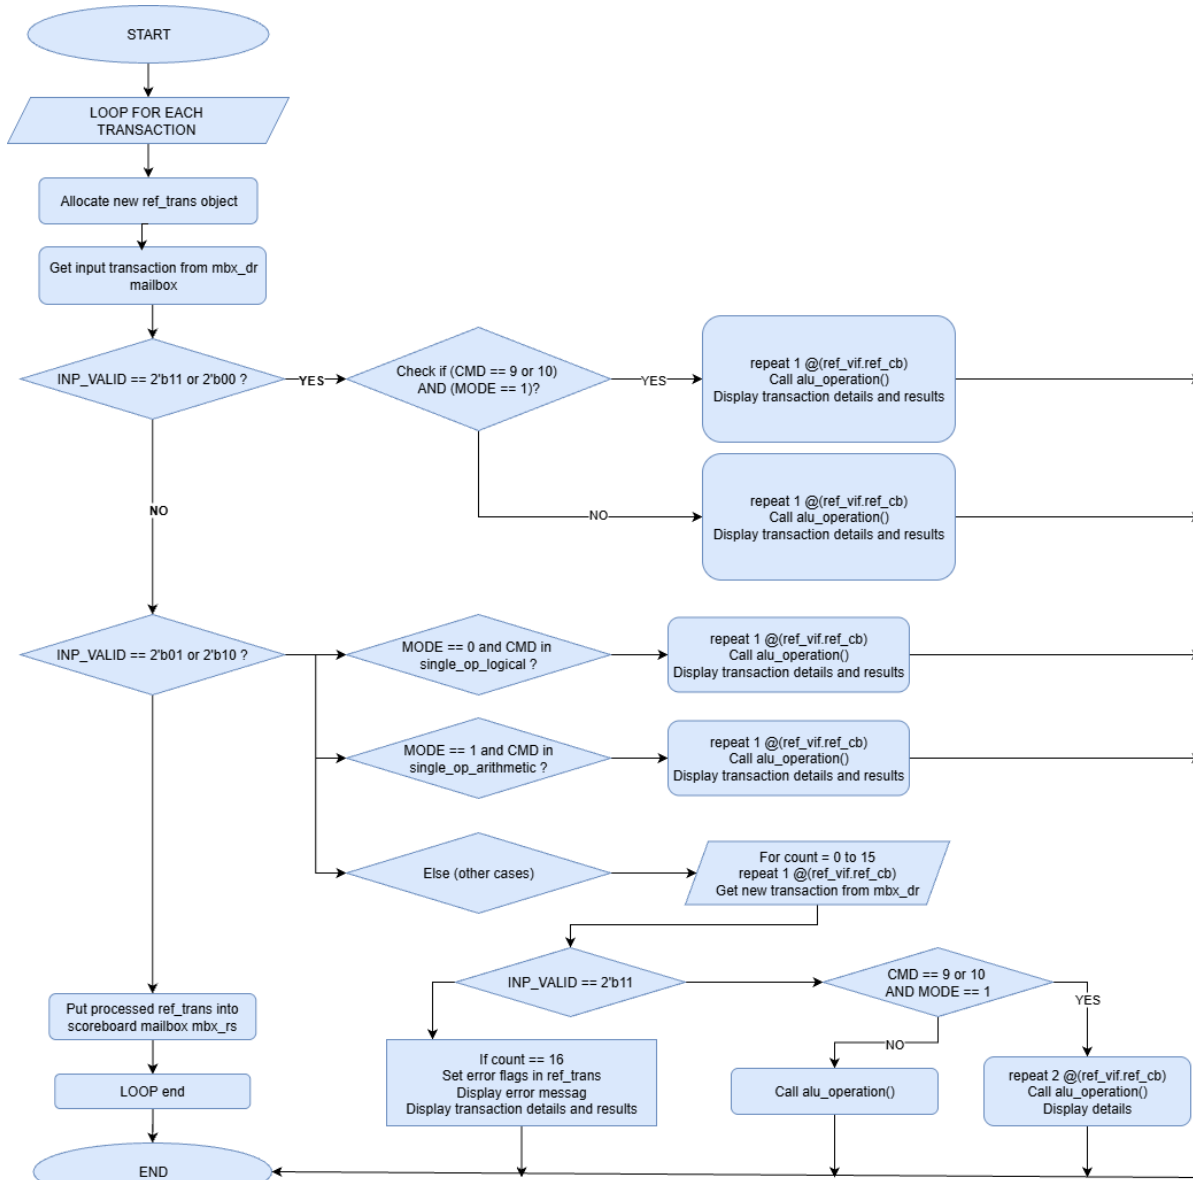 START
LOOP FOR EACH
TRANSACTION
Allocate new ref_trans object
Get input transaction from mbx_dr
mailbox
INP_VALID == 2'b11 or 2'b00 ?
YES
Check if (CMD == 9 or 10)
AND (MODE == 1)?
YES
repeat 1 @(ref_vif.ref_cb)
Call alu_operation()
Display transaction details and results
NO
NO
repeat 1 @(ref_vif.ref_cb)
Call alu_operation()
Display transaction details and results
INP_VALID == 2'b01 or 2'b10 ?
MODE == 0 and CMD in
single_op_logical ?
repeat 1 @(ref_vif.ref_cb)
Call alu_operation()
Display transaction details and results
MODE == 1 and CMD in
single_op_arithmetic ?
repeat 1 @(ref_vif.ref_cb)
Call alu_operation()
Display transaction details and results
Else (other cases)
For count = 0 to 15
repeat 1 @(ref_vif.ref_cb)
Get new transaction from mbx_dr
INP_VALID == 2'b11
CMD == 9 or 10
AND MODE == 1
YES
NO
If count == 16
Set error flags in ref_trans
Display error messag
Display transaction details and results
Call alu_operation()
repeat 2 @(ref_vif.ref_cb)
Call alu_operation()
Display details
Put processed ref_trans into
scoreboard mailbox mbx_rs
LOOP end
END